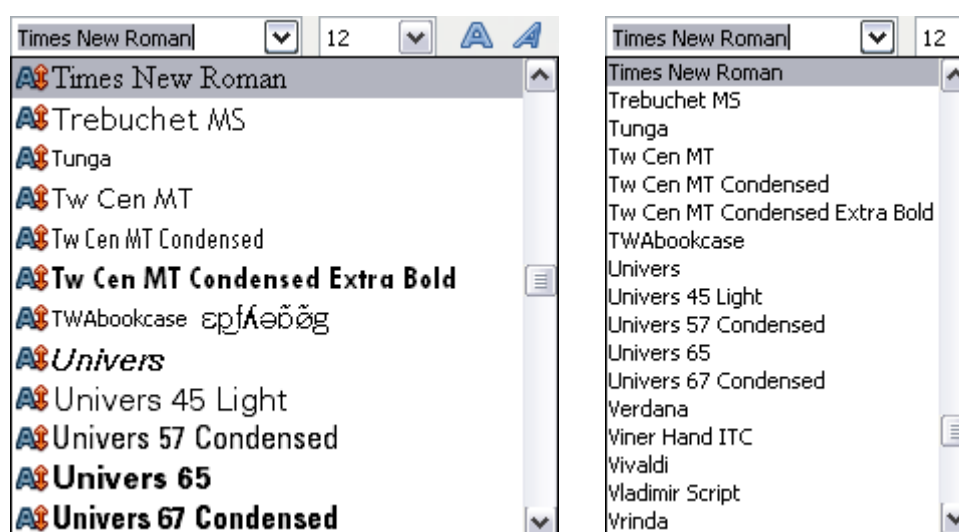 Times New Roman
12
Times New Roman
Trebuchet MS
Tunga
Tw Cen MT
Tw Cen MT Condensed
Tw Cen MT Condensed Extra Bold
TWAbookcase
Univers
Univers 45 Light
Univers 57 Condensed
Univers 65
Univers 67 Condensed
Times New Roman
12
Times New Roman
Trebuchet MS
Tunga
Tw Cen MT
Tw Cen MT Condensed
Tw Cen MT Condensed Extra Bold
TWAbookcase
Univers
Univers 45 Light
Univers 57 Condensed
Univers 65
Univers 67 Condensed
Verdana
Viner Hand ITC
Vivaldi
Vladimir Script
Vrinda